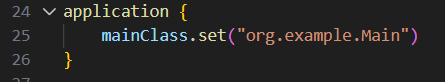 24 application {
25     mainClass.set("org.example.Main")
26 }